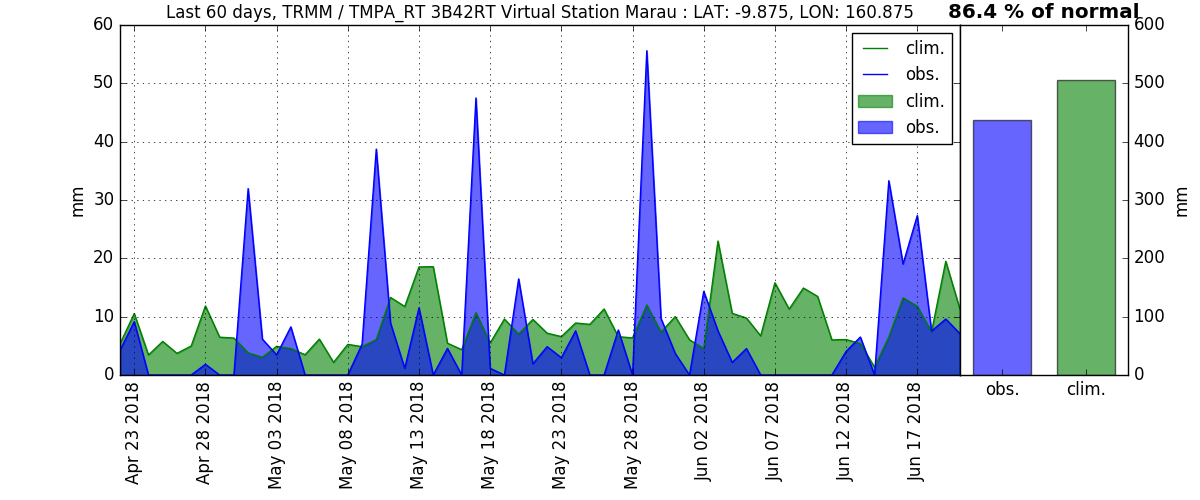 Last 60 days, TRMM / TMPA_RT 3B42RT Virtual Station Marau : LAT: -9.875, LON: 160.875
86.4 % of normal
60
50
40
30
20
10
0
mm
clim.
obs.
clim.
obs.
600
500
400
300
200
100
0
mm
obs.
clim.
Apr 23 2018
Apr 28 2018
May 03 2018
May 08 2018
May 13 2018
May 18 2018
May 23 2018
May 28 2018
Jun 02 2018
Jun 07 2018
Jun 12 2018
Jun 17 2018